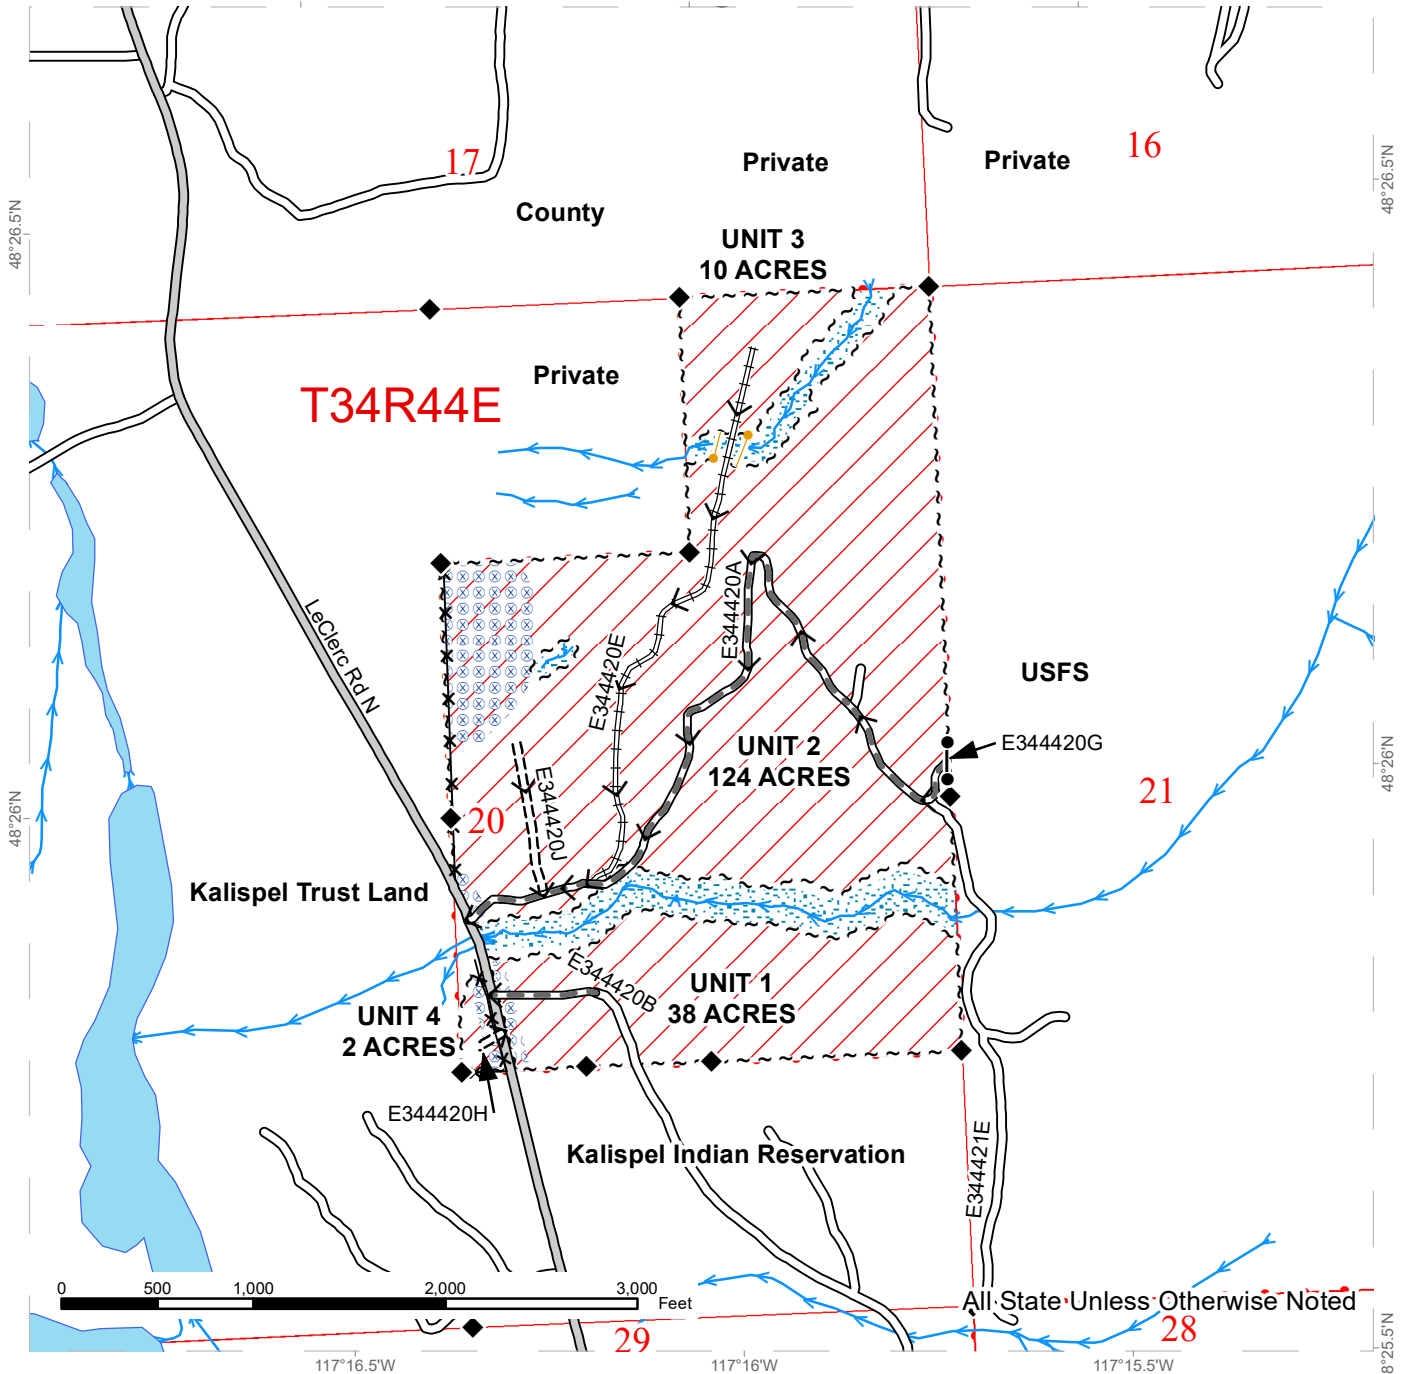 17
Private
Private
16
County
48°26.5'N
48°26.5'N
UNIT 3
10 ACRES
Private
T34R44E
LeClerc Rd N
E344420E
E344420A
USFS
UNIT 2
124 ACRES
E344420G
48°26'N
48°26'N
21
20
E344420J
Kalispel Trust Land
E344420B
UNIT 1
38 ACRES
UNIT 4
2 ACRES
E344420H
Kalispel Indian Reservation
E344421E
0 500 1,000 2,000 3,000
Feet
All State Unless Otherwise Noted
29
28
8°25.5'N
117°16.5'W
117°16'W
117°15.5'W